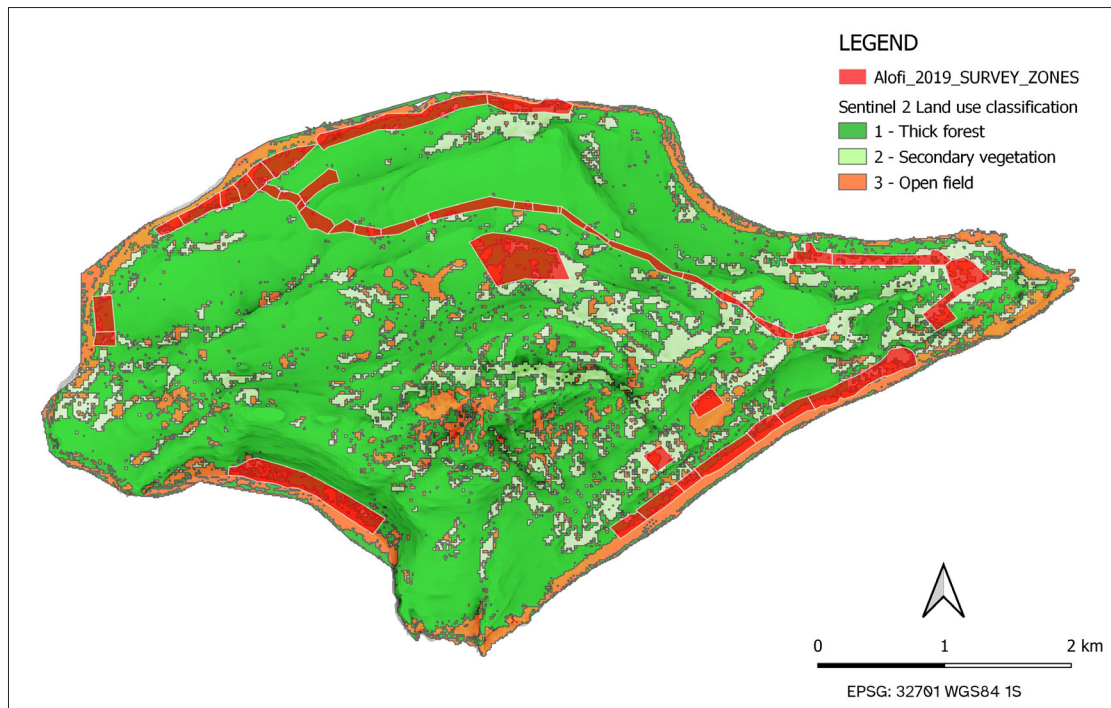 LEGEND
Alofi_2019_SURVEY_ZONES
Sentinel 2 Land use classification
1 - Thick forest
2 - Secondary vegetation
3 - Open field
0 1 2 km
EPSG: 32701 WGS84 1S